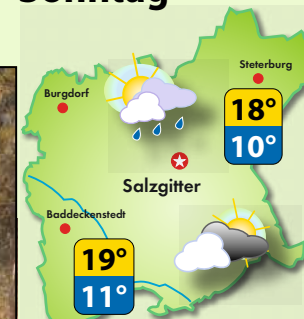 Sonntag
Steterburg
Burgdorf
18°
10°
Salzgitter
Baddeckenstedt
19°
11°